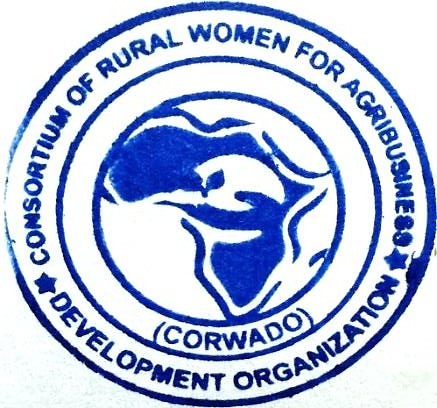 CONSORTIUM OF RURAL WOMEN FOR AGRIBUSINESS
DEVELOPMENT ORGANIZATION
(CORWADO)